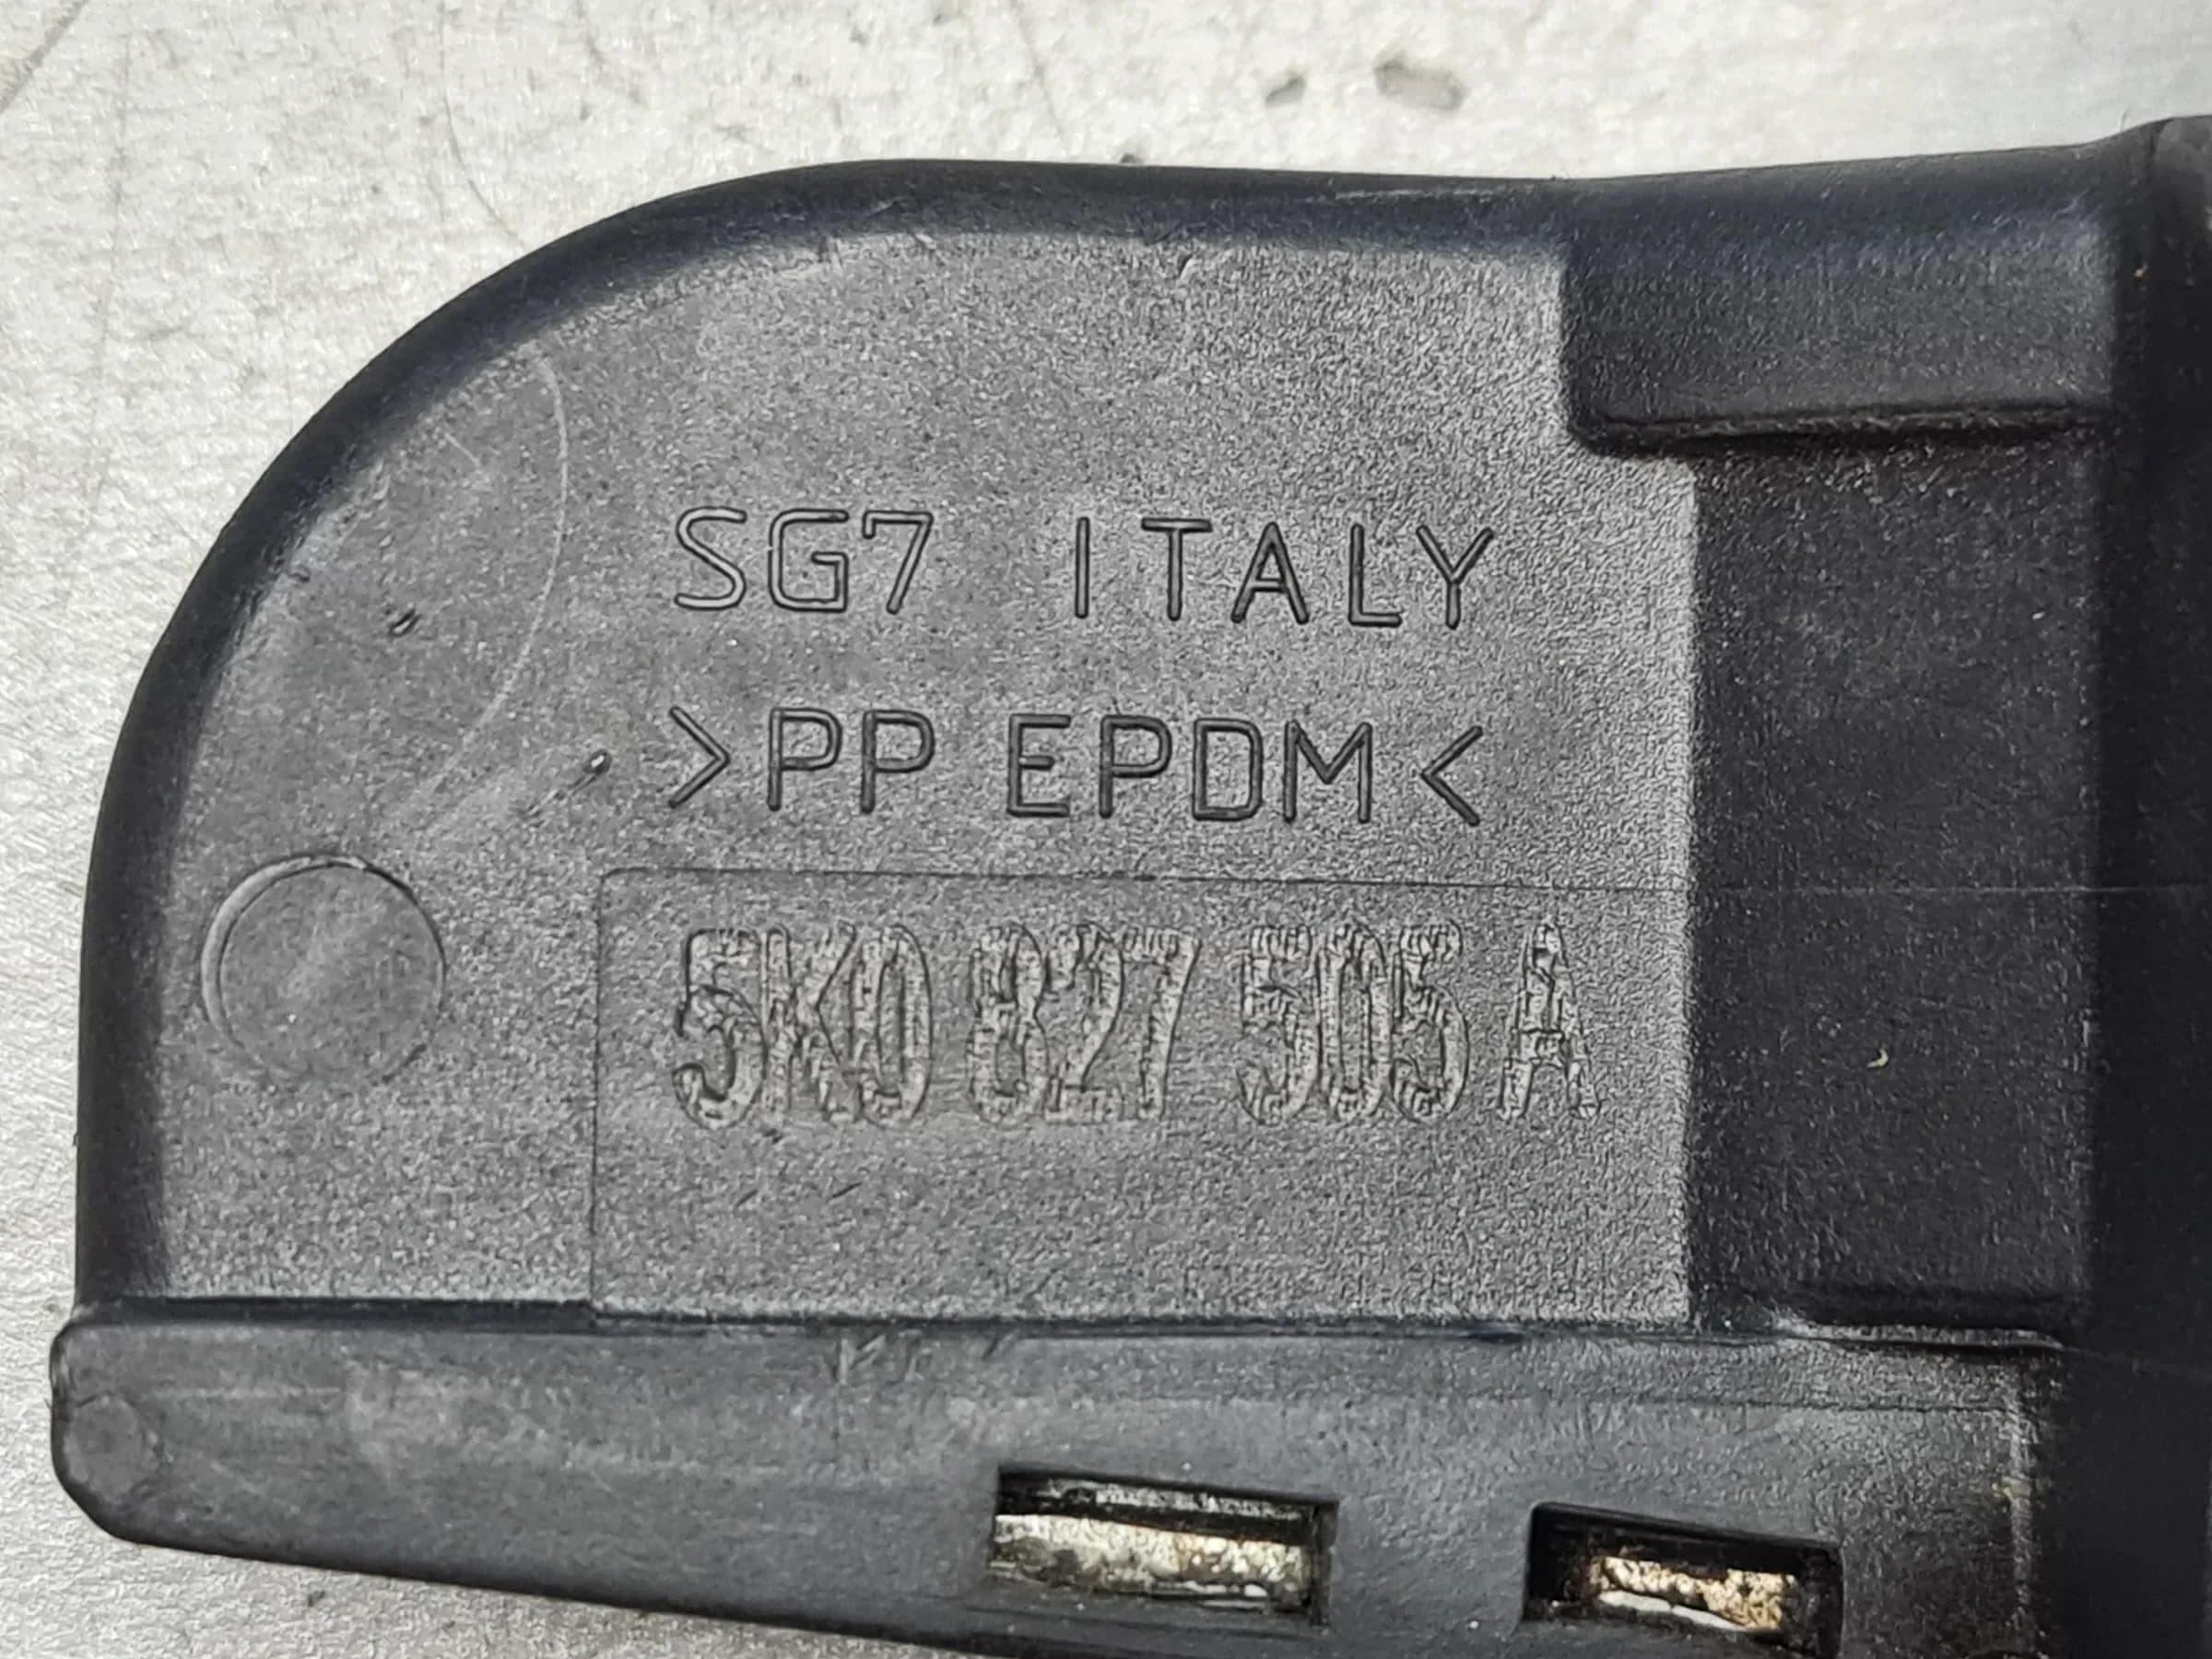 SG7 ITALY
>PP EPDM<
5K0 827 505 A